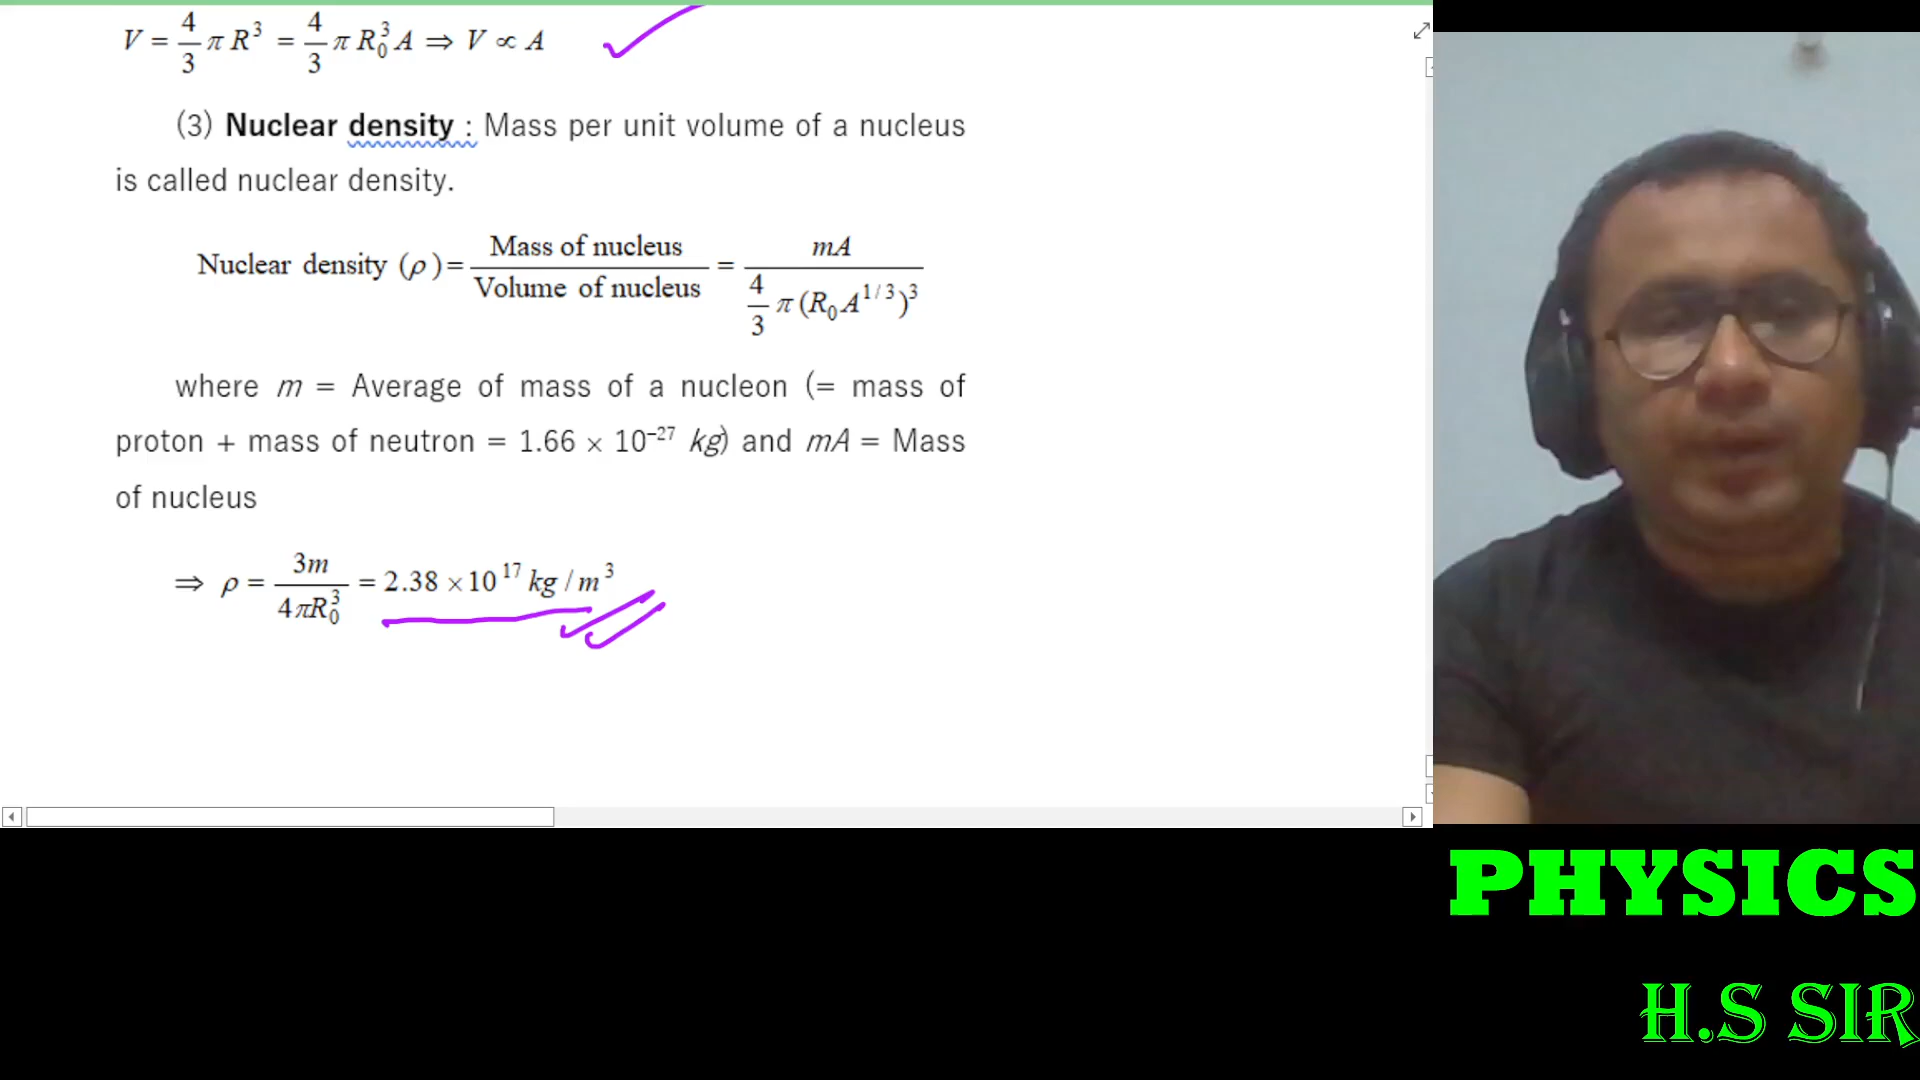 V = 4/3 π R³ = 4/3 π R₀³ A ⇒ V ∝ A
(3) Nuclear density : Mass per unit volume of a nucleus
is called nuclear density.
Nuclear density (ρ) = Mass of nucleus / Volume of nucleus = mA / 4/3 π (R₀A^{1/3})³
where m = Average of mass of a nucleon (= mass of
proton + mass of neutron = 1.66 × 10⁻²⁷ kg) and mA = Mass
of nucleus
⇒ ρ = 3m / 4πR₀³ = 2.38 × 10¹⁷ kg / m³
PHYSICS
H.S SIR